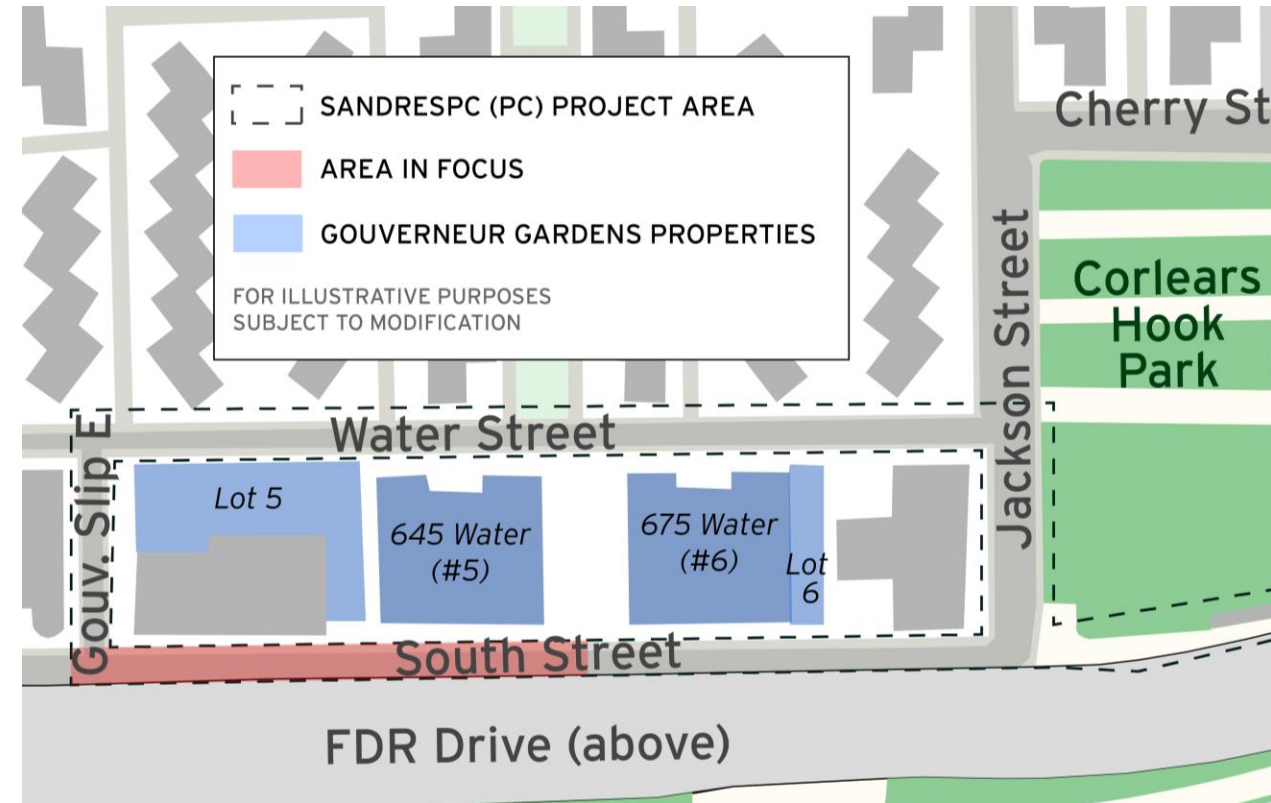 SANDRESPC (PC) PROJECT AREA
AREA IN FOCUS
GOUVERNEUR GARDENS PROPERTIES
FOR ILLUSTRATIVE PURPOSES
SUBJECT TO MODIFICATION
Cherry St
Jackson Street
Corlears
Hook
Park
Water Street
Gouv. Slip E
Lot 5
645 Water
(#5)
675 Water
(#6)
Lot
6
South Street
FDR Drive (above)